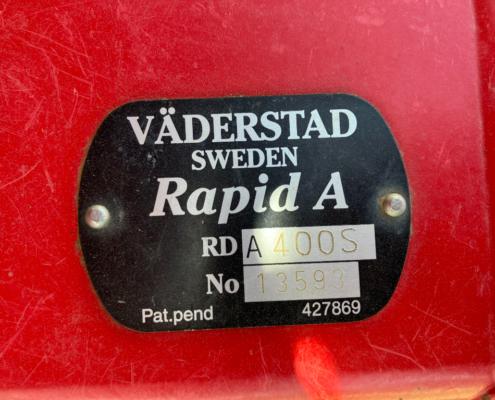 VÄDERSTAD
SWEDEN
Rapid A
RD A 400S
No 13593
Pat.pend 427869